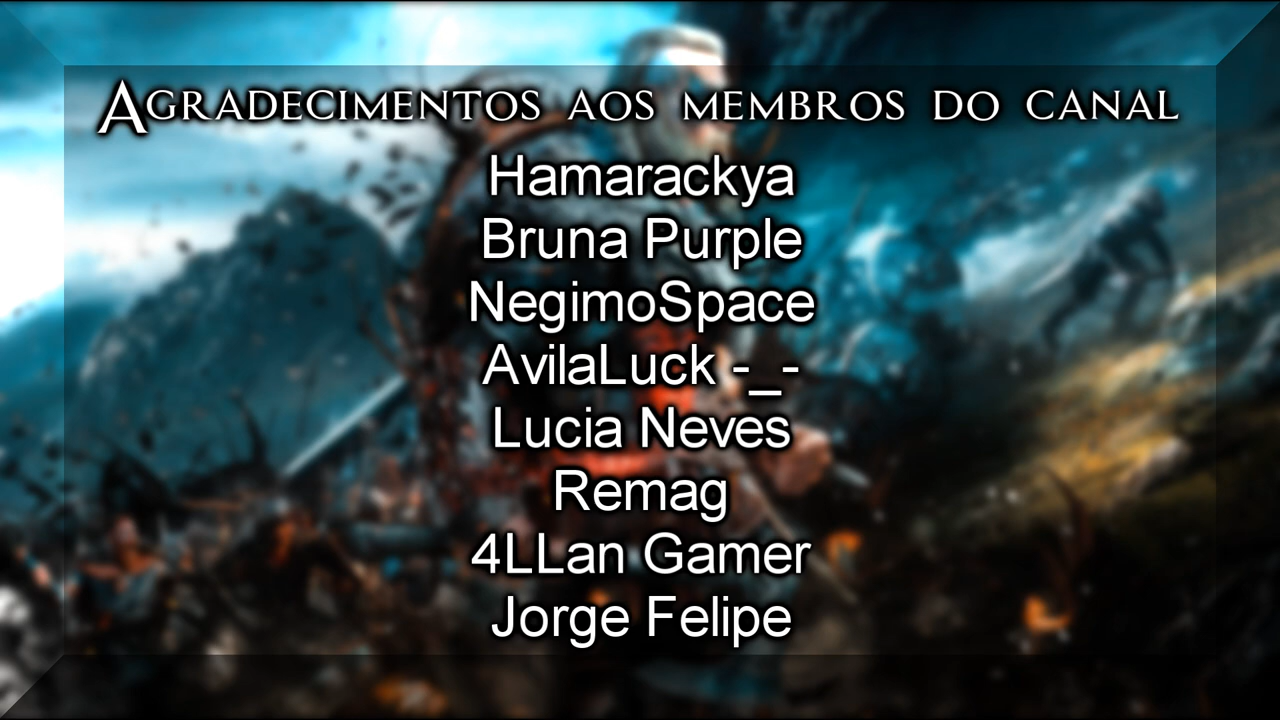 Agradecimentos aos membros do canal
Hamarackya
Bruna Purple
NegimoSpace
AvilaLuck -_-
Lucia Neves
Remag
4LLan Gamer
Jorge Felipe